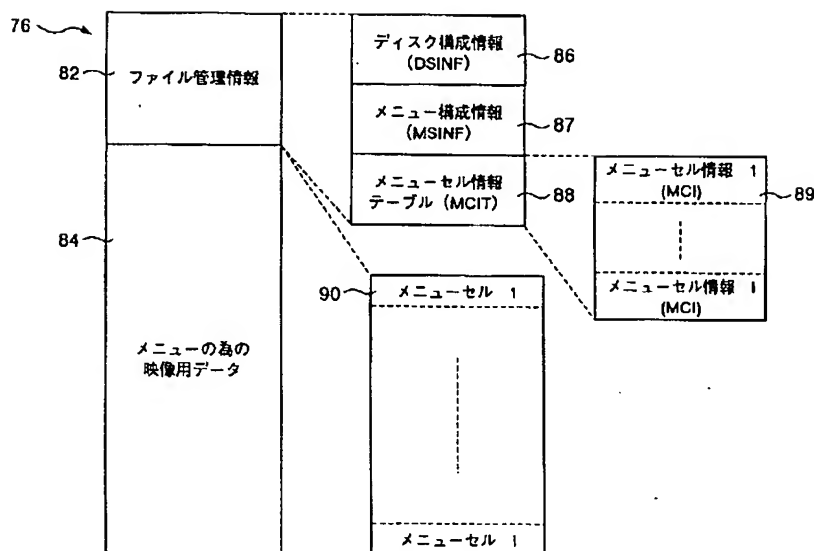 76
82
ファイル管理情報
ディスク構成情報
(DSINF)
86
メニュー構成情報
(MSINF)
87
メニューセル情報
テーブル (MCIT)
88
メニューセル情報 1
(MCI)
89
メニューセル情報 I
(MCI)
84
メニューの為の
映像用データ
90
メニューセル 1
メニューセル I